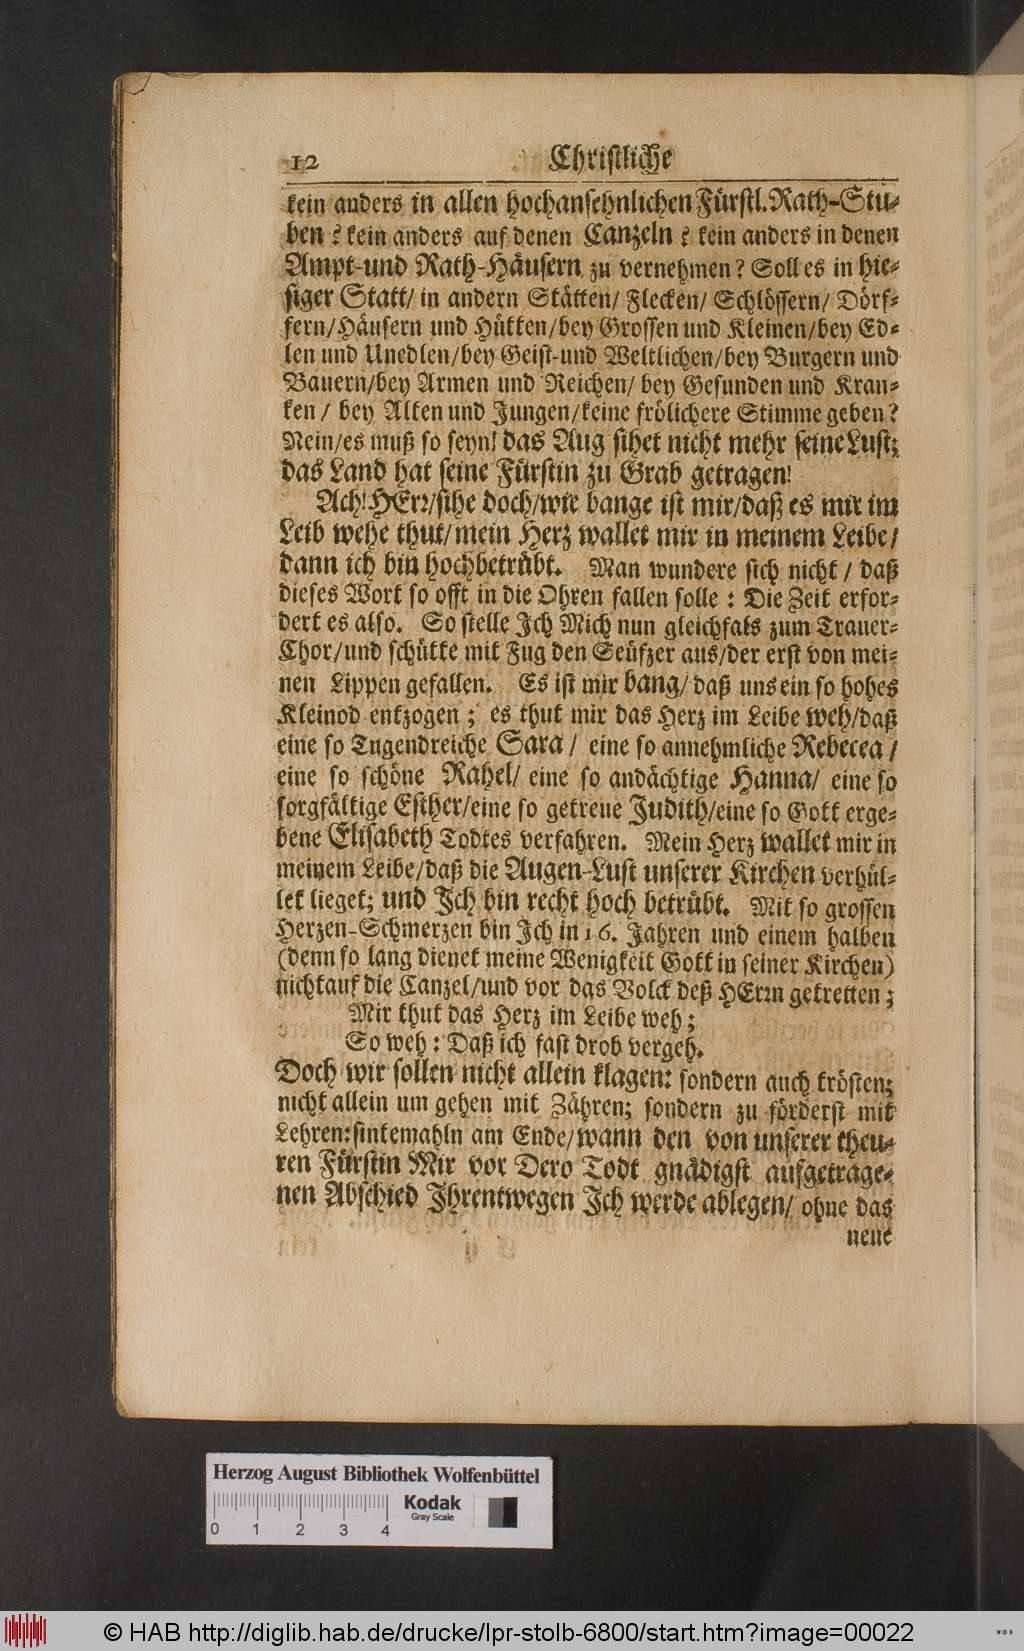 12 Christliche
kein anders in allen hochansehnlichen Fürstl. Rath-Stu-
ben? kein anders auf denen Canzeln? kein anders in denen
Ampt-und Rath-Häusern zu vernehmen? Soll es in hie-
siger Statt/ in andern Stätten/ Flecken/ Schlössern/ Dörf-
fern/Häusern und Hütten/bey Grossen und Kleinen/bey Ed-
len und Unedlen/bey Geist-und Weltlichen/bey Burgern und
Bauern/bey Armen und Reichen/ bey Gesunden und Kran-
ken/ bey Alten und Jungen/keine frölichere Stimme geben?
Nein/es muß so seyn! das Aug sihet nicht mehr seine Lust;
das Land hat seine Fürstin zu Grab getragen!
Ach! HErr/sihe doch/wie bange ist mir/daß es mir im
Leib wehe thut/mein Herz wallet mir in meinem Leibe/
dann ich bin hochbetrübt. Man wundere sich nicht/ daß
dieses Wort so offt in die Ohren fallen solle: Die Zeit erfor-
dert es also. So stelle Ich Mich nun gleichfals zum Trauer-
Chor/und schütte mit Fug den Seüfzer aus/der erst von mei-
nen Lippen gefallen. Es ist mir bang/daß uns ein so hohes
Kleinod entzogen; es thut mir das Herz im Leibe weh/daß
eine so Tugendreiche Sara/ eine so annehmliche Rebecca/
eine so schöne Rahel/ eine so andächtige Hanna/ eine so
sorgfältige Esther/eine so getreue Judith/eine so Gott erge-
bene Elisabeth Todtes verfahren. Mein Herz wallet mir in
meinem Leibe/daß die Augen-Lust unserer Kirchen verhül-
let lieget; und Ich bin recht hoch betrübt. Mit so grossen
Herzen-Schmerzen bin Ich in 16. Jahren und einem halben
(denn so lang dienet meine Wenigkeit Gott in seiner Kirchen)
nicht auf die Canzel/und vor das Volck deß HErrn getretten;
Mir thut das Herz im Leibe weh;
So weh: Daß ich fast drob vergeh.
Doch wir sollen nicht allein klagen: sondern auch trösten;
nicht allein um gehen mit Zähren; sondern zu förderst mit
Lehren: sintemahln am Ende/wann den von unserer theu-
ren Fürstin Mir vor Dero Todt gnädigst aufgetrage-
nen Abschied Ihrentwegen Ich werde ablegen/ ohne das
neue
Herzog August Bibliothek Wolfenbüttel
0 1 2 3 4
Kodak
Gray Scale
© HAB http://diglib.hab.de/drucke/lpr-stolb-6800/start.htm?image=00022